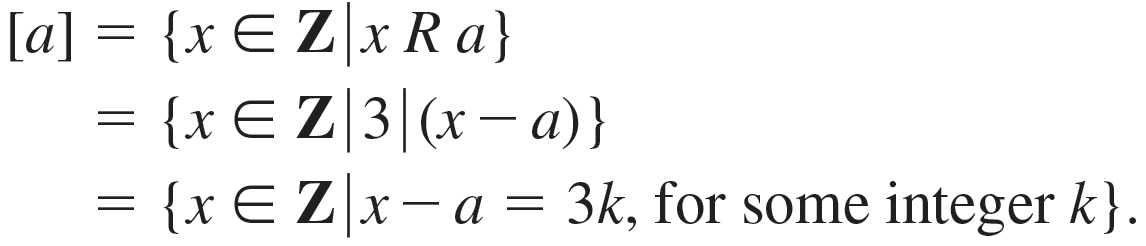 [a] = {x ∈ Z|x R a}
= {x ∈ Z|3|(x − a)}
= {x ∈ Z|x − a = 3k, for some integer k}.